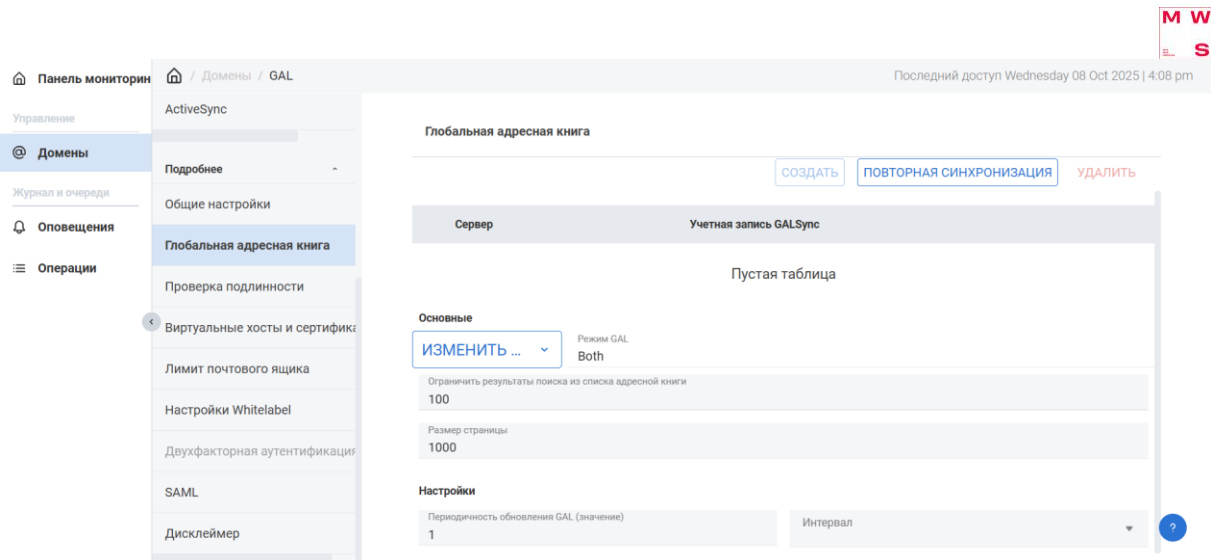 M W
S
Панель мониторин
/ Домены / GAL
Последний доступ Wednesday 08 Oct 2025 | 4:08 pm
Управление
Домены
Журнал и очереди
Оповещения
Операции
ActiveSync
Подробнее
Общие настройки
Глобальная адресная книга
Проверка подлинности
Виртуальные хосты и сертифика
Лимит почтового ящика
Настройки Whitelabel
Двухфакторная аутентификация
SAML
Дисклеймер
Глобальная адресная книга
СОЗДАТЬ
ПОВТОРНАЯ СИНХРОНИЗАЦИЯ
УДАЛИТЬ
Сервер
Учетная запись GALSync
Пустая таблица
Основные
ИЗМЕНИТЬ ...
Режим GAL
Both
Ограничить результаты поиска из списка адресной книги
100
Размер страницы
1000
Настройки
Периодичность обновления GAL (значение)
1
Интервал
?